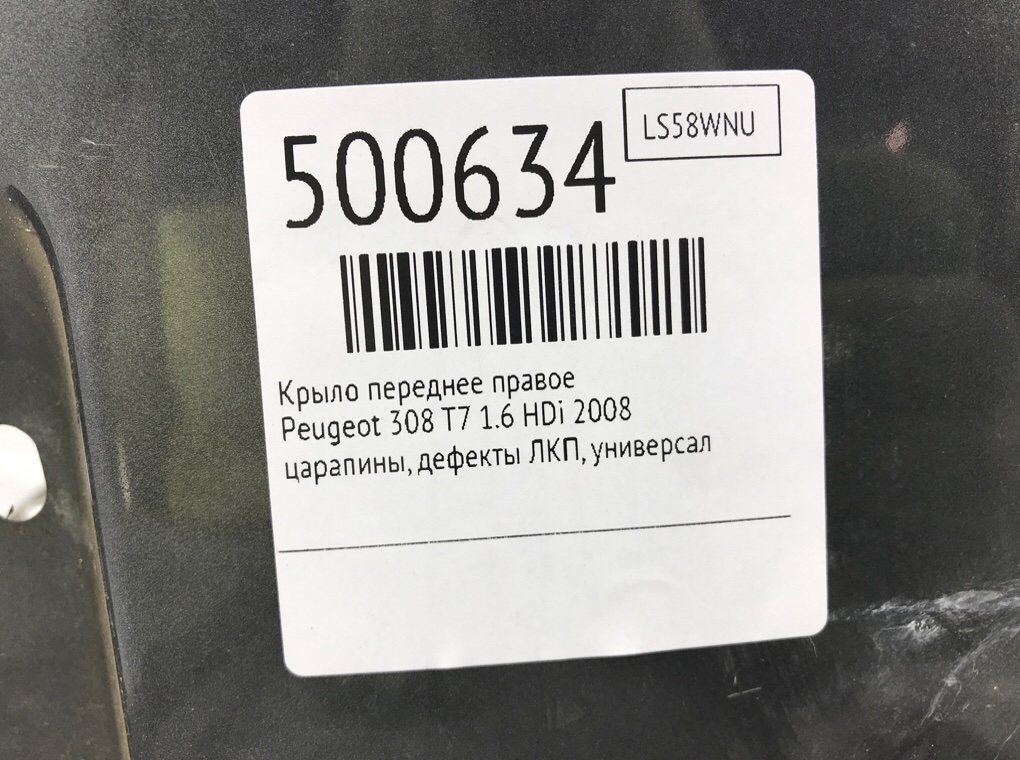 500634
LS58WNU
Крыло переднее правое
Peugeot 308 T7 1.6 HDi 2008
царапины, дефекты ЛКП, универсал